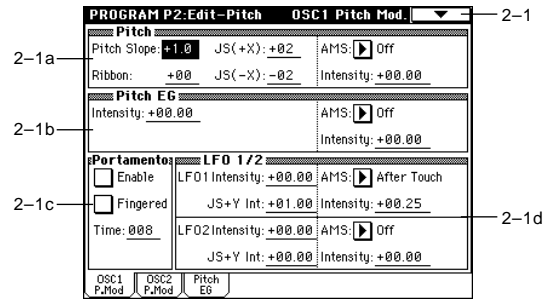 PROGRAM P2:Edit-Pitch OSC1 Pitch Mod. 2-1
Pitch
2-1a Pitch Slope: +1.0 JS(+X): +02 AMS: Off
Ribbon: +00 JS(-X): -02 Intensity: +00.00
Pitch EG
2-1b Intensity: +00.00 AMS: Off
Intensity: +00.00
Portamento LFO 1/2
Enable LFO1 Intensity: +00.00 AMS: After Touch
2-1c Fingered JS+Y Int: +01.00 Intensity: +00.25 2-1d
Time: 008 LFO2 Intensity: +00.00 AMS: Off
JS+Y Int: +00.00 Intensity: +00.00
OSC1 P.Mod OSC2 P.Mod Pitch EG